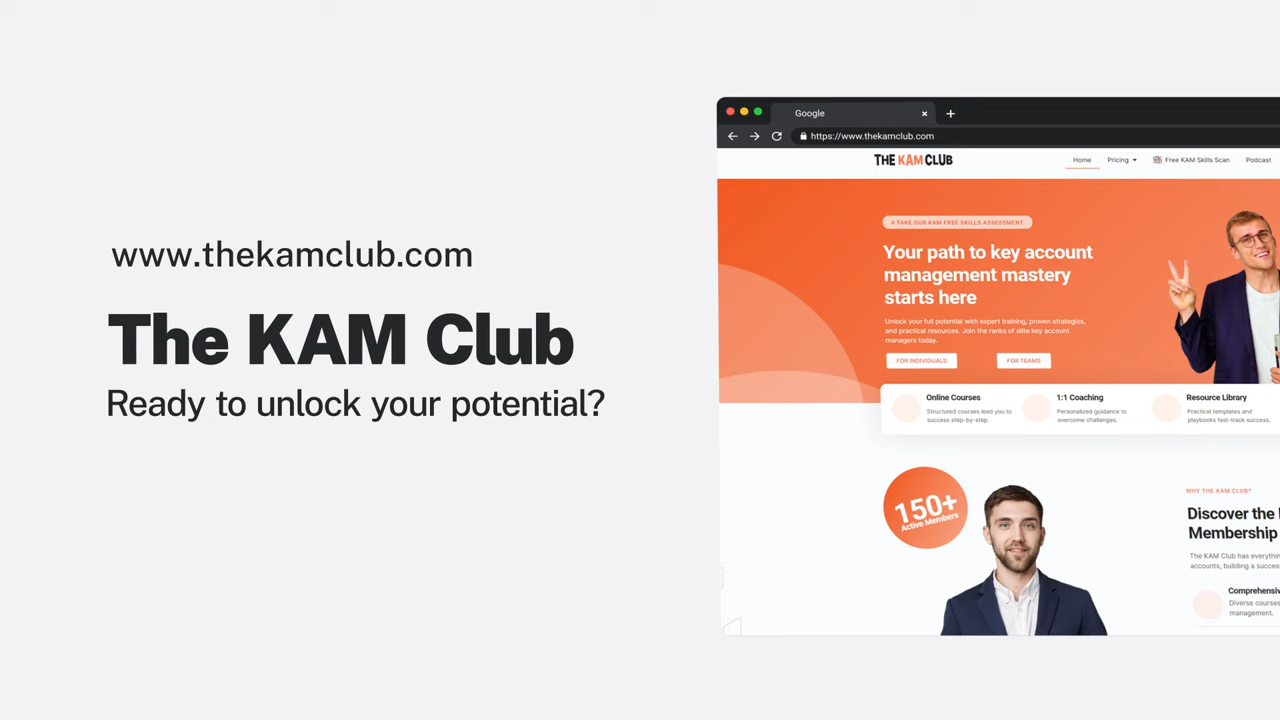 www.thekamclub.com
The KAM Club
Ready to unlock your potential?
Google
https://www.thekamclub.com
THE KAM CLUB
Home
Pricing
Free KAM Skills Scan
Podcast
# TAKE OUR KAM FREE SKILLS ASSESSMENT
Your path to key account
management mastery
starts here
Unlock your full potential with expert training, proven strategies,
and practical resources. Join the ranks of elite key account
managers today.
FOR INDIVIDUALS
FOR TEAMS
Online Courses
Structured courses lead you to
success step-by-step.
1:1 Coaching
Personalized guidance to
overcome challenges.
Resource Library
Practical templates and
playbooks fast-track success.
150+
Active Members
WHY THE KAM CLUB?
Discover the
Membership
The KAM Club has everything
accounts, building a success
Comprehensiv
Diverse courses
management.